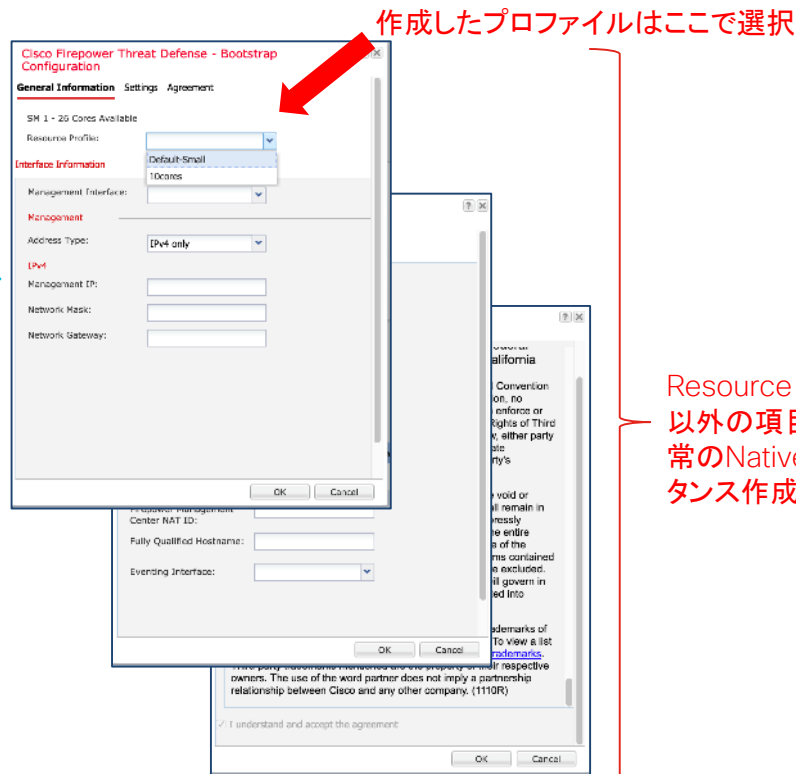 作成したプロファイルはここで選択
Cisco Firepower Threat Defense - Bootstrap
Configuration
General Information Settings Agreement
SM 1 - 26 Cores Available
Resource Profile:
Default-Small
10cores
Interface Information
Management Interface:
Management
Address Type: IPv4 only
IPv4
Management IP:
Network Mask:
Network Gateway:
OK Cancel
Center NAT ID:
Fully Qualified Hostname:
Eventing Interface:
OK Cancel
alifornia
Convention
on, no
enforce or
Rights of Third
, either party
ate
rty's
void or
ll remain in
ressly
e entire
of the
ms contained
e excluded.
ill govern in
ed into
ademarks of
To view a list
rademarks.
respective
owners. The use of the word partner does not imply a partnership
relationship between Cisco and any other company. (1110R)
I understand and accept the agreement
OK Cancel
Resource
以外の項目
常のNative
タンス作成